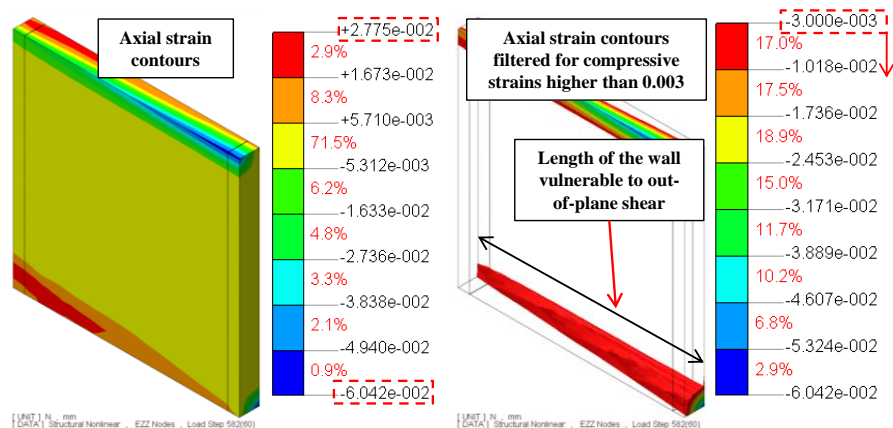 Axial strain
contours
+2.775e-002
2.9%
+1.673e-002
8.3%
+5.710e-003
71.5%
-5.312e-003
6.2%
-1.633e-002
4.8%
-2.736e-002
3.3%
-3.838e-002
2.1%
-4.940e-002
0.9%
-6.042e-002
[ UNIT ] N , mm
[ DATA ] Structural Nonlinear , EZZ Nodes , Load Step 582(60)
Axial strain contours
filtered for compressive
strains higher than 0.003
Length of the wall
vulnerable to out-
of-plane shear
-3.000e-003
17.0%
-1.018e-002
17.5%
-1.736e-002
18.9%
-2.453e-002
15.0%
-3.171e-002
11.7%
-3.889e-002
10.2%
-4.607e-002
6.8%
-5.324e-002
2.9%
-6.042e-002
[ UNIT ] N , mm
[ DATA ] Structural Nonlinear , EZZ Nodes , Load Step 582(60)